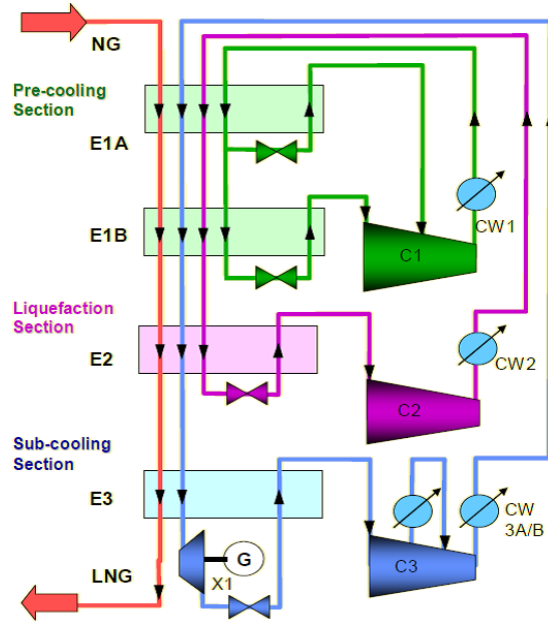 NG
Pre-cooling
Section
E1A
CW1
E1B
C1
Liquefaction
Section
E2
CW2
C2
Sub-cooling
Section
E3
CW
3A/B
C3
G
X1
LNG